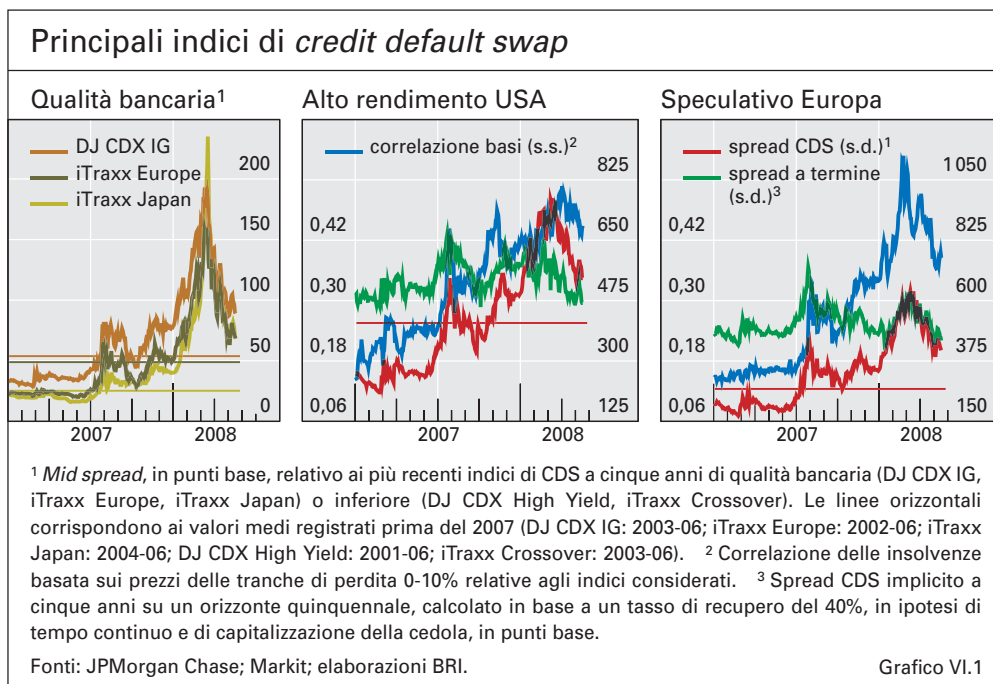 Principali indici di credit default swap
Qualità bancaria¹
DJ CDX IG
iTraxx Europe
iTraxx Japan
200
150
100
50
0
2007
2008
Alto rendimento USA
correlazione basi (s.s.)²
0,42
0,30
0,18
0,06
825
650
475
300
125
2007
2008
Speculativo Europa
spread CDS (s.d.)¹
spread a termine
(s.d.)³
0,42
0,30
0,18
0,06
1 050
825
600
375
150
2007
2008
¹ Mid spread, in punti base, relativo ai più recenti indici di CDS a cinque anni di qualità bancaria (DJ CDX IG,
iTraxx Europe, iTraxx Japan) o inferiore (DJ CDX High Yield, iTraxx Crossover). Le linee orizzontali
corrispondono ai valori medi registrati prima del 2007 (DJ CDX IG: 2003-06; iTraxx Europe: 2002-06; iTraxx
Japan: 2004-06; DJ CDX High Yield: 2001-06; iTraxx Crossover: 2003-06). ² Correlazione delle insolvenze
basata sui prezzi delle tranche di perdita 0-10% relative agli indici considerati. ³ Spread CDS implicito a
cinque anni su un orizzonte quinquennale, calcolato in base a un tasso di recupero del 40%, in ipotesi di
tempo continuo e di capitalizzazione della cedola, in punti base.
Fonti: JPMorgan Chase; Markit; elaborazioni BRI.
Grafico VI.1